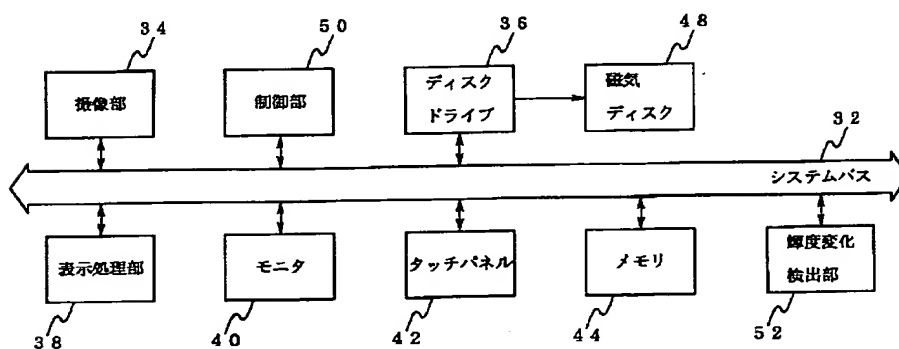 34
50
36
48
撮像部
制御部
ディスク
ドライブ
磁気
ディスク
32
システムバス
表示処理部
モニタ
タッチパネル
メモリ
輝度変化
検出部
38
40
42
44
52